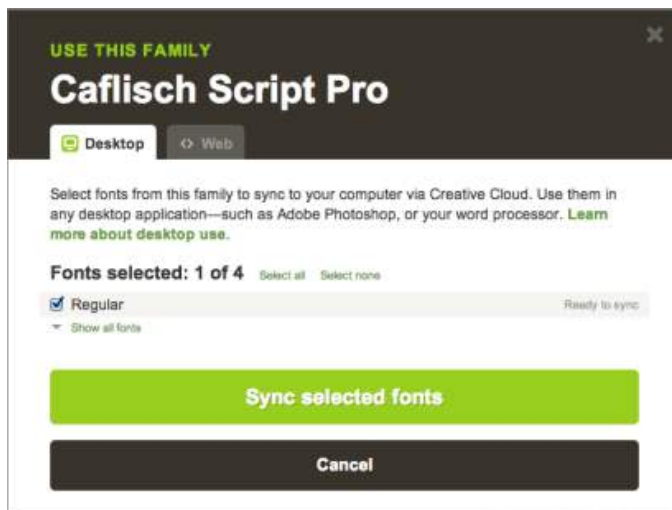 USE THIS FAMILY
Caflisch Script Pro
Desktop
<> Web
Select fonts from this family to sync to your computer via Creative Cloud. Use them in
any desktop application—such as Adobe Photoshop, or your word processor. Learn
more about desktop use.
Fonts selected: 1 of 4 Select all Select none
Regular Ready to sync
Show all fonts
Sync selected fonts
Cancel